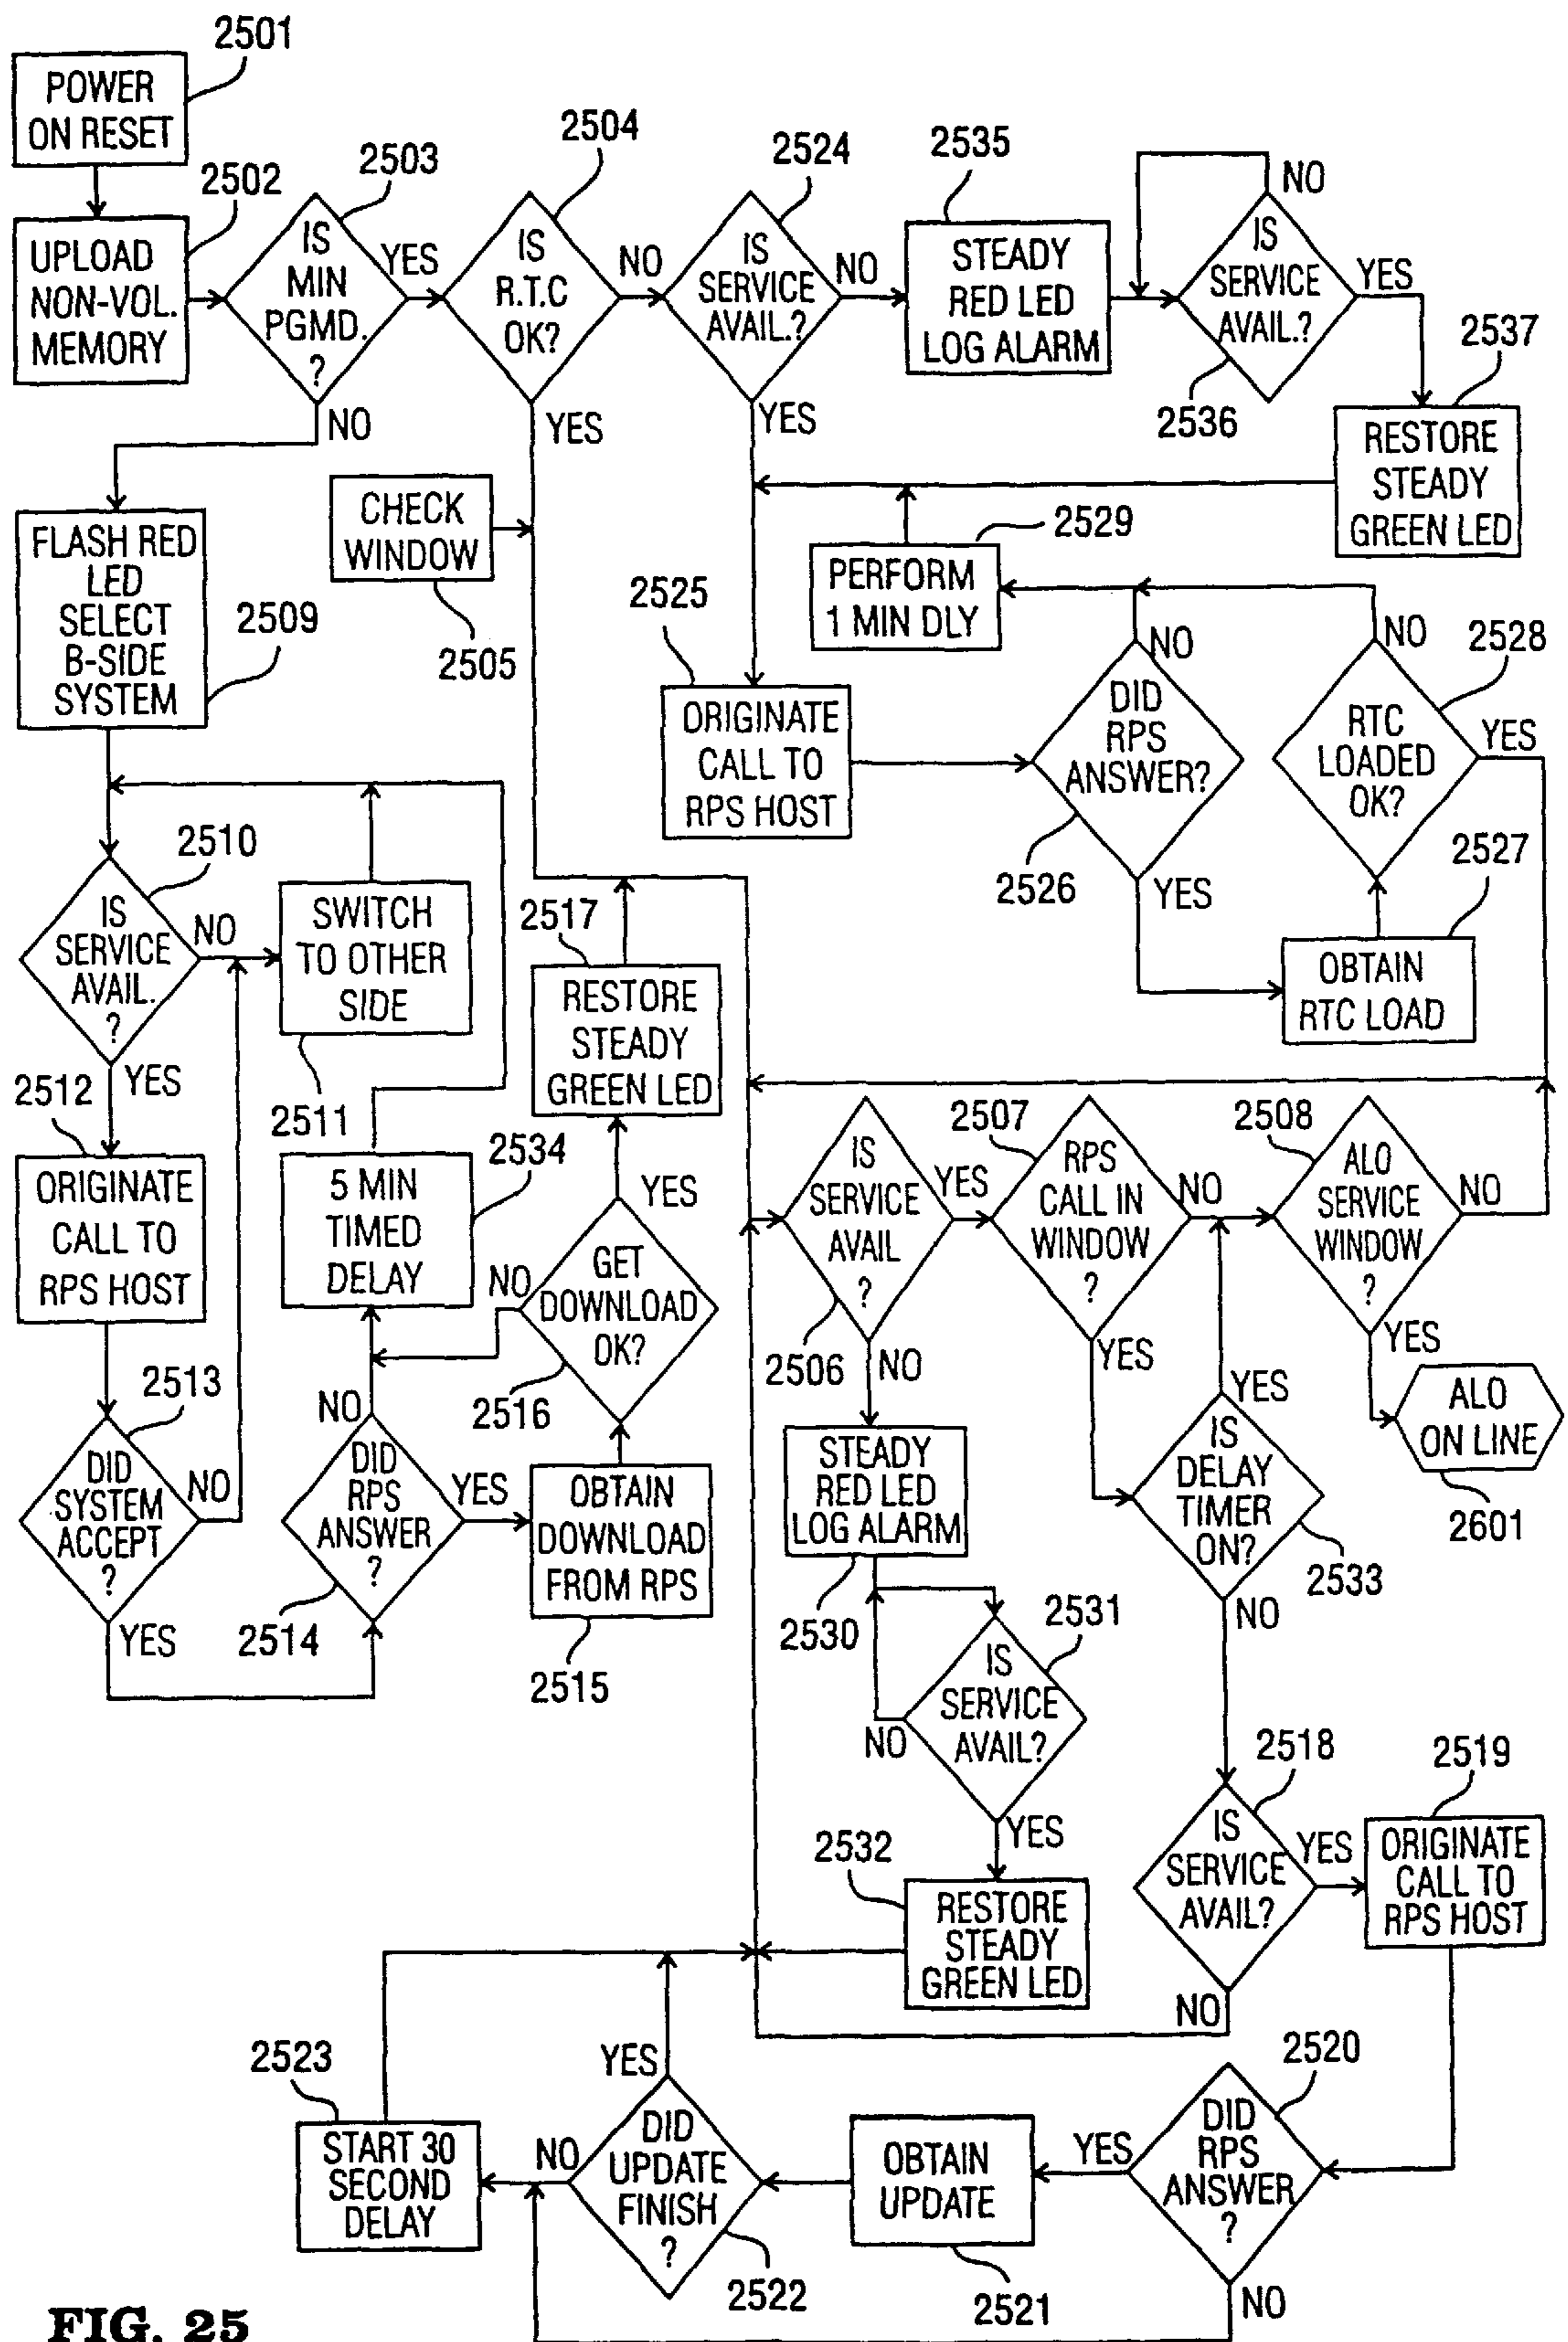 2501
POWER
ON RESET
2502
UPLOAD
NON-VOL.
MEMORY
2503
IS
MIN
PGMD.
?
YES
NO
2504
IS
R.T.C
OK?
NO
YES
2524
IS
SERVICE
AVAIL.?
NO
YES
2535
STEADY
RED LED
LOG ALARM
NO
IS
SERVICE
AVAIL.?
YES
2536
2537
RESTORE
STEADY
GREEN LED
CHECK
WINDOW
2505
FLASH RED
LED
SELECT
B-SIDE
SYSTEM
2509
2529
PERFORM
1 MIN DLY
2525
ORIGINATE
CALL TO
RPS HOST
NO
DID
RPS
ANSWER?
2526
YES
NO
2528
RTC
LOADED
OK?
YES
2527
OBTAIN
RTC LOAD
2510
IS
SERVICE
AVAIL.
?
NO
YES
SWITCH
TO OTHER
SIDE
2511
2517
RESTORE
STEADY
GREEN LED
2512
ORIGINATE
CALL TO
RPS HOST
5 MIN
TIMED
DELAY
2534
YES
GET
DOWNLOAD
OK?
NO
2516
2513
DID
SYSTEM
ACCEPT
?
NO
YES
NO
DID
RPS
ANSWER
?
YES
2514
OBTAIN
DOWNLOAD
FROM RPS
2515
IS
SERVICE
AVAIL
?
YES
2506
NO
2507
RPS
CALL IN
WINDOW
?
NO
YES
2508
ALO
SERVICE
WINDOW
?
NO
YES
ALO
ON LINE
2601
STEADY
RED LED
LOG ALARM
2530
YES
IS
DELAY
TIMER
ON?
2533
NO
2531
IS
SERVICE
AVAIL?
NO
YES
2532
RESTORE
STEADY
GREEN LED
2518
IS
SERVICE
AVAIL?
YES
NO
2519
ORIGINATE
CALL TO
RPS HOST
2523
START 30
SECOND
DELAY
YES
DID
UPDATE
FINISH
?
NO
2522
OBTAIN
UPDATE
2521
YES
2520
DID
RPS
ANSWER
?
NO
FIG. 25